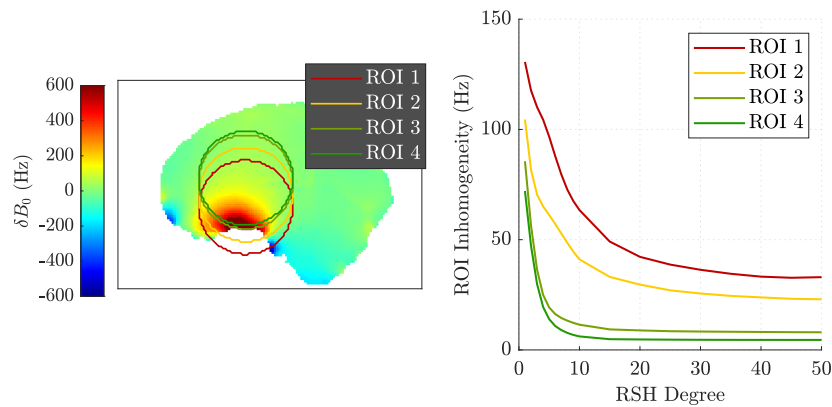 600
400
200
0
-200
-400
-600
δB₀ (Hz)
ROI 1
ROI 2
ROI 3
ROI 4
150
100
50
0
ROI Inhomogeneity (Hz)
ROI 1
ROI 2
ROI 3
ROI 4
0 10 20 30 40 50
RSH Degree